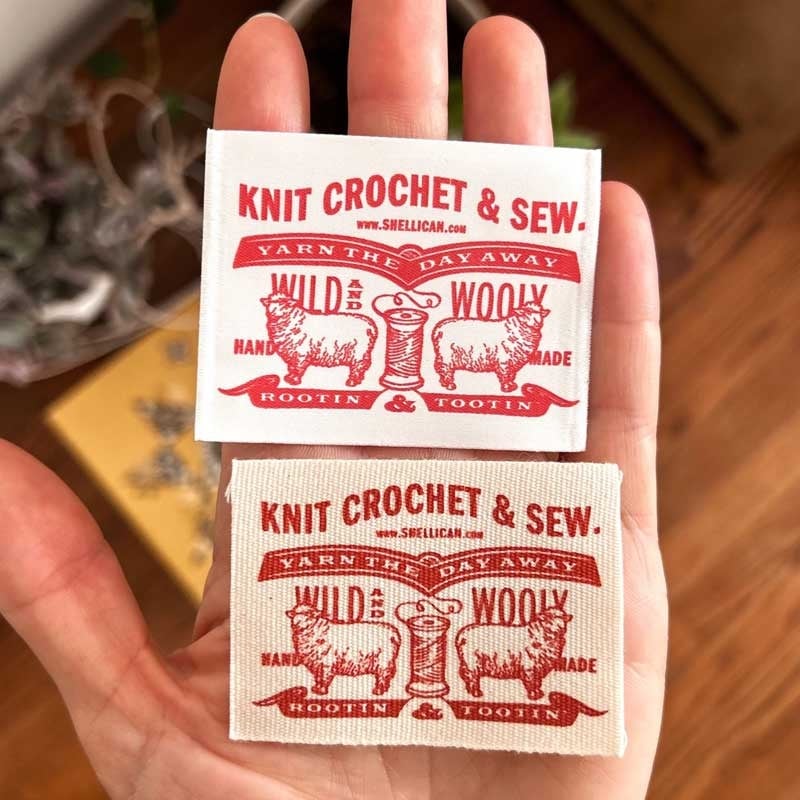 KNIT CROCHET & SEW.
www.SHELLICAN.com
YARN THE DAY AWAY
WILD AND WOOLY
HAND MADE
ROOTIN & TOOTIN
KNIT CROCHET & SEW.
www.SHELLICAN.com
YARN THE DAY AWAY
WILD AND WOOLY
HAND MADE
ROOTIN & TOOTIN